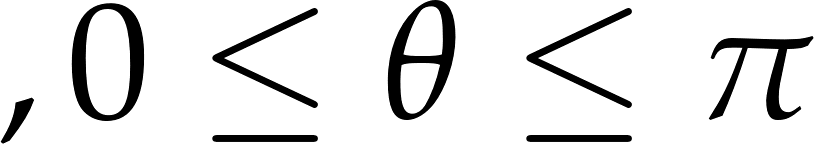 , 0 ≤ θ ≤ π